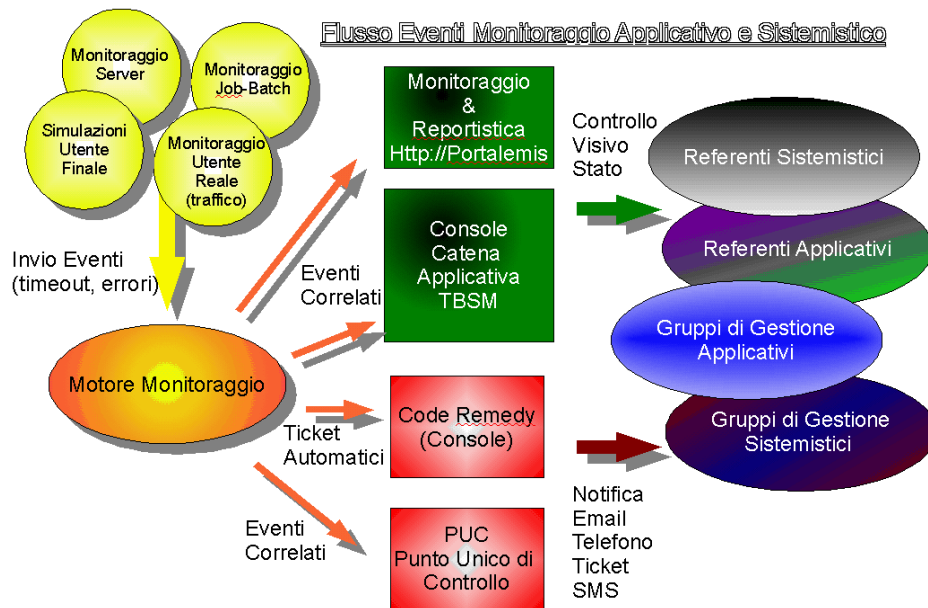 Flusso Eventi Monitoraggio Applicativo e Sistemistico
Monitoraggio
Server
Monitoraggio
Job-Batch
Simulazioni
Utente
Finale
Monitoraggio
Utente
Reale
(traffico)
Invio Eventi
(timeout, errori)
Motore Monitoraggio
Eventi
Correlati
Ticket
Automatici
Eventi
Correlati
Monitoraggio
&
Reportistica
Http://Portalemis
Console
Catena
Applicativa
TBSM
Code Remedy
(Console)
PUC
Punto Unico di
Controllo
Controllo
Visivo
Stato
Notifica
Email
Telefono
Ticket
SMS
Referenti Sistemistici
Referenti Applicativi
Gruppi di Gestione
Applicativi
Gruppi di Gestione
Sistemistici